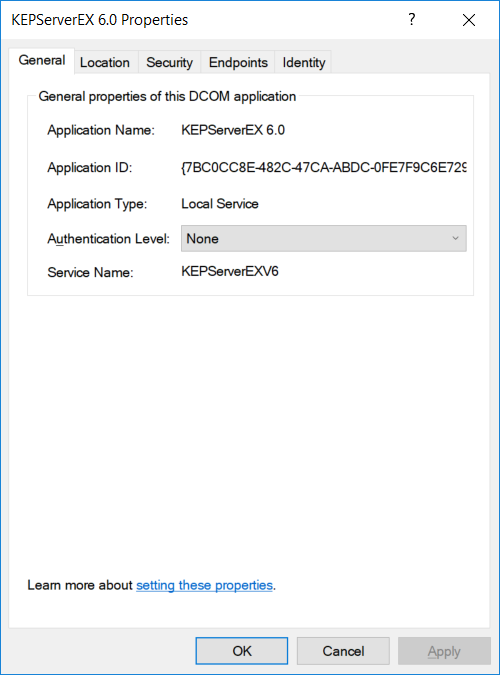 KEPServerEX 6.0 Properties
?
General Location Security Endpoints Identity
General properties of this DCOM application
Application Name: KEPServerEX 6.0
Application ID: {7BC0CC8E-482C-47CA-ABDC-0FE7F9C6E729
Application Type: Local Service
Authentication Level: None
Service Name: KEPServerEXV6
Learn more about setting these properties.
OK Cancel Apply